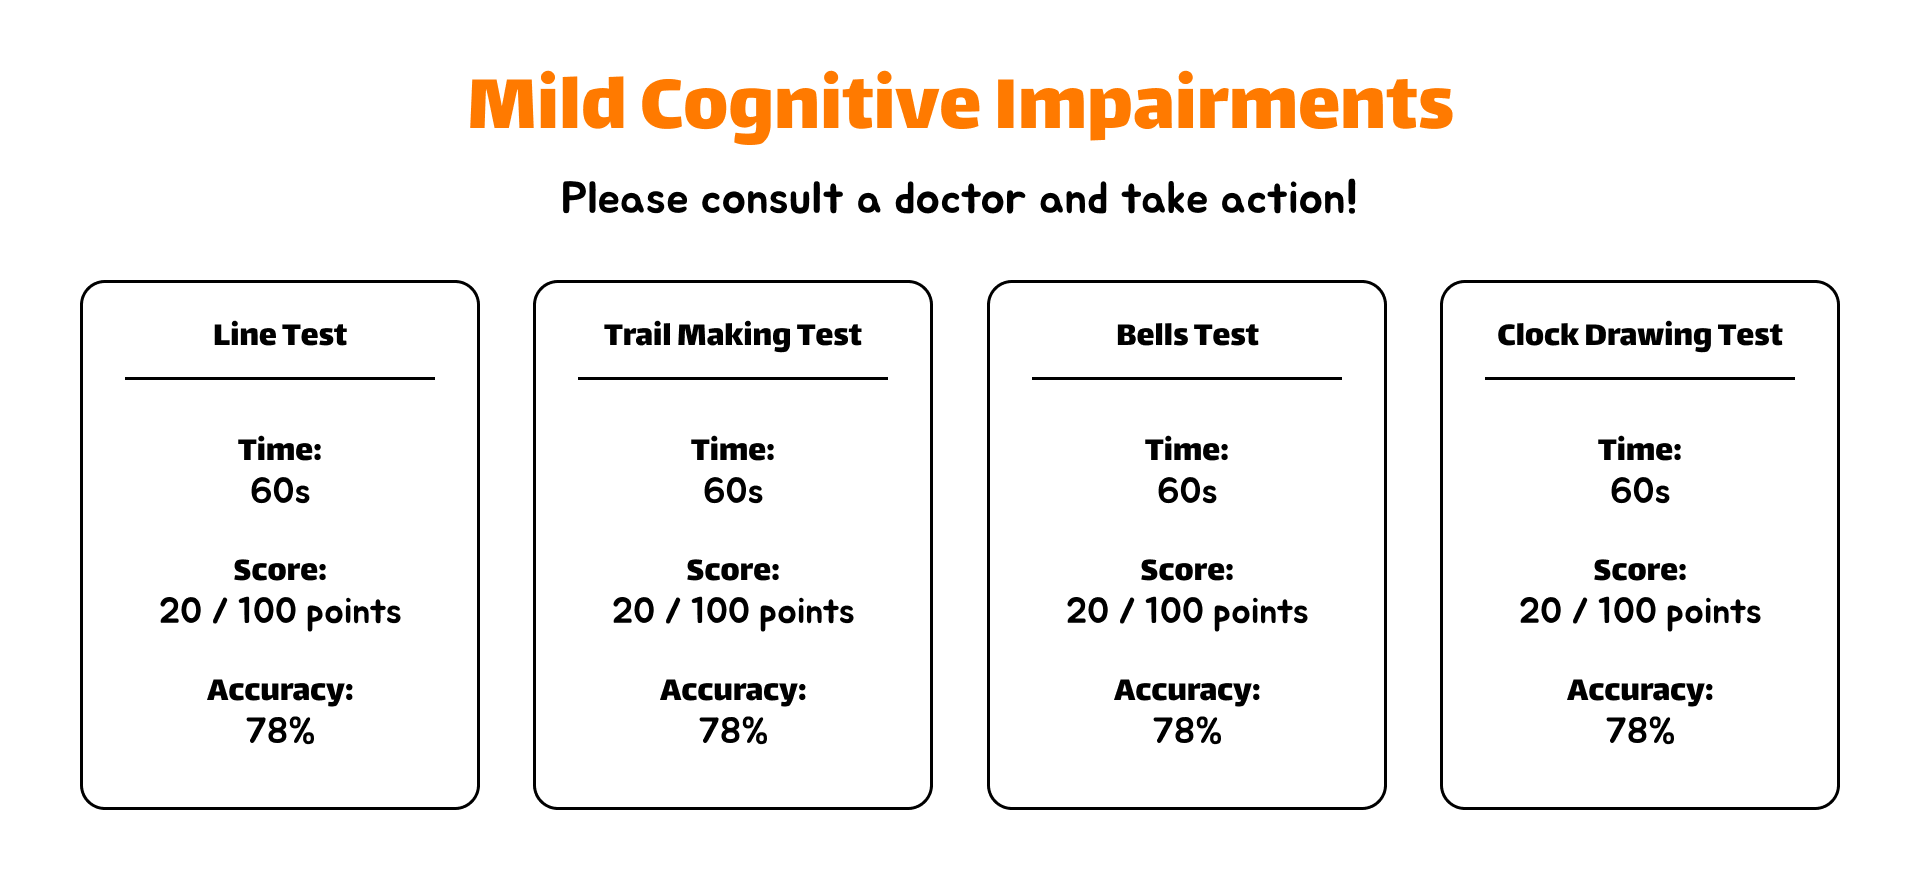 Mild Cognitive Impairments
Please consult a doctor and take action!
Line Test
Time:
60s
Score:
20 / 100 points
Accuracy:
78%
Trail Making Test
Time:
60s
Score:
20 / 100 points
Accuracy:
78%
Bells Test
Time:
60s
Score:
20 / 100 points
Accuracy:
78%
Clock Drawing Test
Time:
60s
Score:
20 / 100 points
Accuracy:
78%